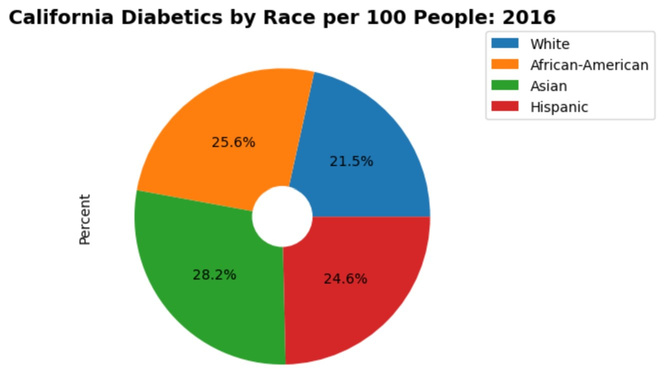 California Diabetics by Race per 100 People: 2016
White
African-American
Asian
Hispanic
25.6%
21.5%
Percent
28.2%
24.6%